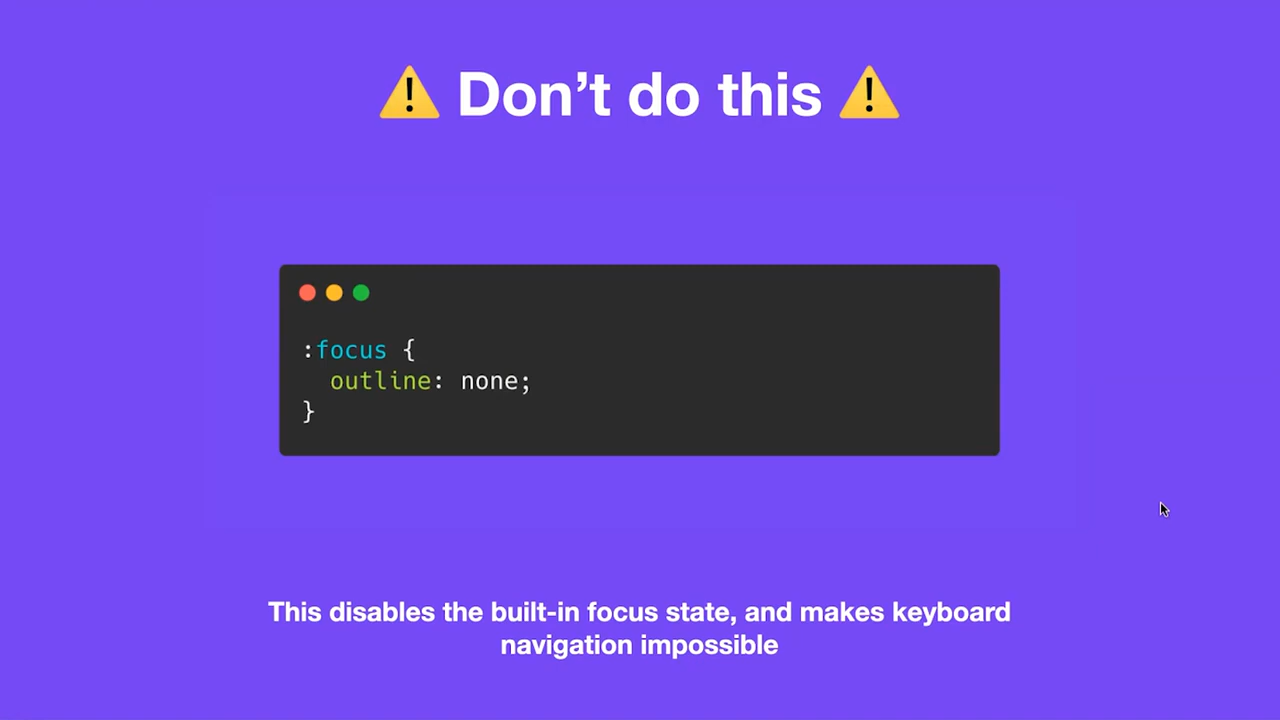 ⚠️ Don’t do this ⚠️
:focus {
  outline: none;
}
This disables the built-in focus state, and makes keyboard
navigation impossible